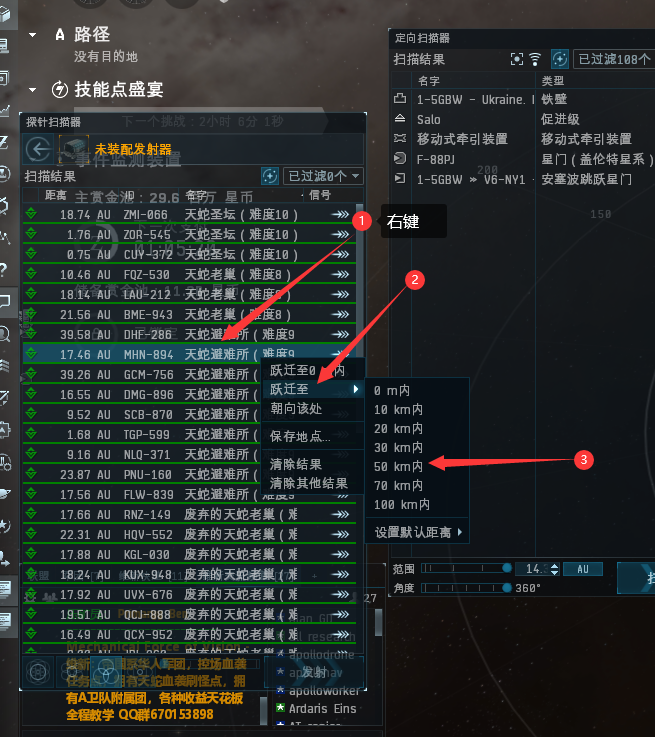 路径
没有目的地
技能点盛宴
下一个挑战：2小时 6分 1秒
探针扫描器
未装配发射器
事件监测装置
扫描结果
已过滤0个
距离 ID 名字 信号
18.74 AU ZMI-066 天蛇圣坛 ( 难度10 )
1.76 AU ZOR-545 天蛇圣坛 ( 难度10 )
0.75 AU CUY-372 天蛇圣坛 ( 难度10 )
10.46 AU FQZ-530 天蛇老巢 ( 难度8 )
18.14 AU LAU-212 天蛇老巢 ( 难度8 )
21.56 AU BME-943 天蛇老巢 ( 难度8 )
39.58 AU DHF-286 天蛇避难所 ( 难度9
17.46 AU MHN-894 天蛇避难所 ( 难度9
39.26 AU GCM-756 天蛇避难所 (
16.55 AU DMG-896 天蛇避难所 (
9.52 AU SCB-870 天蛇避难所 (
1.68 AU TGP-599 天蛇避难所 (
9.16 AU NLQ-371 天蛇避难所 (
23.87 AU PNU-160 天蛇避难所 (
17.56 AU FLW-839 天蛇避难所 ( 难度9
17.66 AU RNZ-149 废弃的天蛇老巢 ( 难
22.31 AU HQV-552 废弃的天蛇老巢 ( 难
17.88 AU KGL-030 废弃的天蛇老巢 ( 难
18.24 AU KUX-948 废弃的天蛇老巢 ( 难
17.92 AU UVX-676 废弃的天蛇老巢 ( 难
19.51 AU QCJ-888 废弃的天蛇老巢 ( 难
16.49 AU QCX-952 废弃的天蛇老巢 ( 难
主赏金池：29.6 百万 星币
1
右键
2
3
跃迁至0 m内
跃迁至
朝向该处
保存地点...
清除结果
清除其他结果
0 m内
10 km内
20 km内
30 km内
50 km内
70 km内
100 km内
设置默认距离
定向扫描器
扫描结果
已过滤108个
名字 类型
1-5GBW - Ukraine. 铁壁
Salo 促进级
移动式牵引装置 移动式牵引装置
F-88PJ 星门 ( 盖伦特星系 )
1-5GBW » V6-NY1 安塞波跳跃星门
200
150
范围 14. AU
角度 360°
27
发射
apolloworker
Ardaris Eins
有A卫队附属团，各种收益天花板
全程教学 QQ群670153898